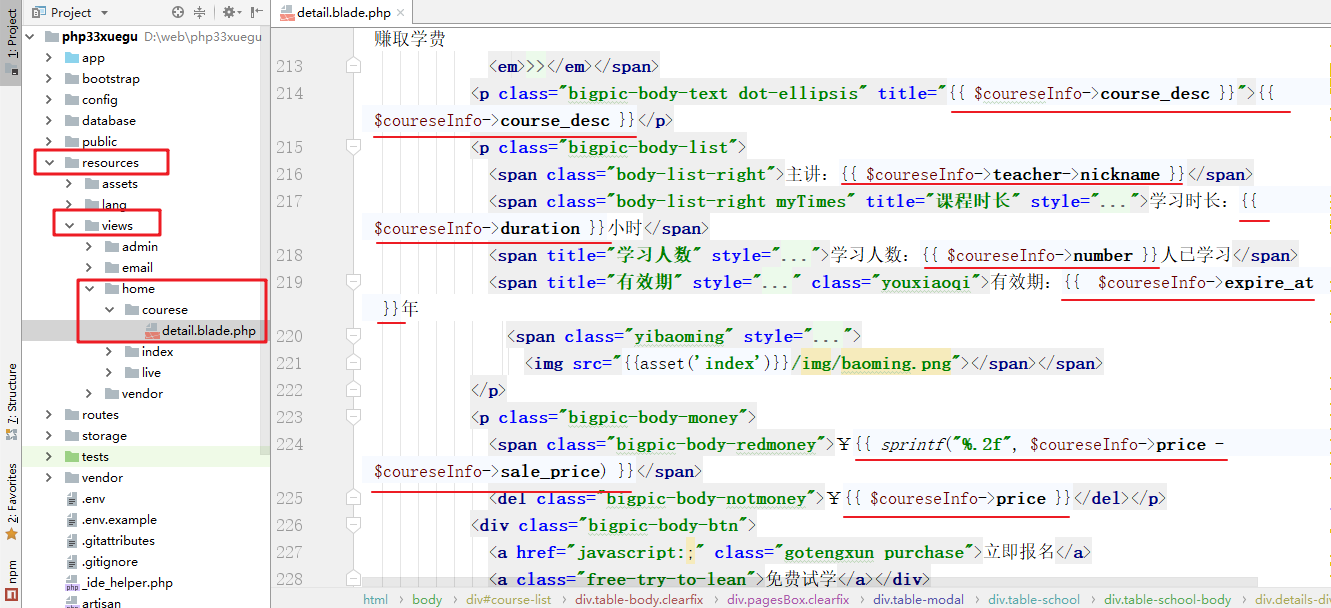 1: Project
7: Structure
2: Favorites
npm
Project
php33xuegu D:\web\php33xuegu
app
bootstrap
config
database
public
resources
assets
lang
views
admin
email
home
courese
detail.blade.php
index
live
vendor
routes
storage
tests
vendor
.env
.env.example
.gitattributes
.gitignore
_ide_helper.php
artisan
detail.blade.php
赚取学费
213 <em>>></em></span>
214 <p class="bigpic-body-text dot-ellipsis" title="{{ $coureseInfo->course_desc }}">{{
$coureseInfo->course_desc }}</p>
215 <p class="bigpic-body-list">
216 <span class="body-list-right">主讲: {{ $coureseInfo->teacher->nickname }}</span>
217 <span class="body-list-right myTimes" title="课程时长" style="...">学习时长: {{
$coureseInfo->duration }}小时</span>
218 <span title="学习人数" style="...">学习人数: {{ $coureseInfo->number }}人已学习</span>
219 <span title="有效期" style="..." class="youxiaoqi">有效期: {{  $coureseInfo->expire_at
}}年
220 <span class="yibaoming" style="...">
221 <img src="{{asset('index')}}/img/baoming.png"></span></span>
222 </p>
223 <p class="bigpic-body-money">
224 <span class="bigpic-body-redmoney">￥{{ sprintf("%.2f", $coureseInfo->price -
$coureseInfo->sale_price) }}</span>
225 <del class="bigpic-body-notmoney">￥{{ $coureseInfo->price }}</del></p>
226 <div class="bigpic-body-btn">
227 <a href="javascript:;" class="gotengxun purchase">立即报名</a>
228 <a class="free-try-to-lean">免费试学</a></div>
html > body > div#course-list > div.table-body.clearfix > div.pagesBox.clearfix > div.table-modal > div.table-school > div.table-school-body > div.details-di